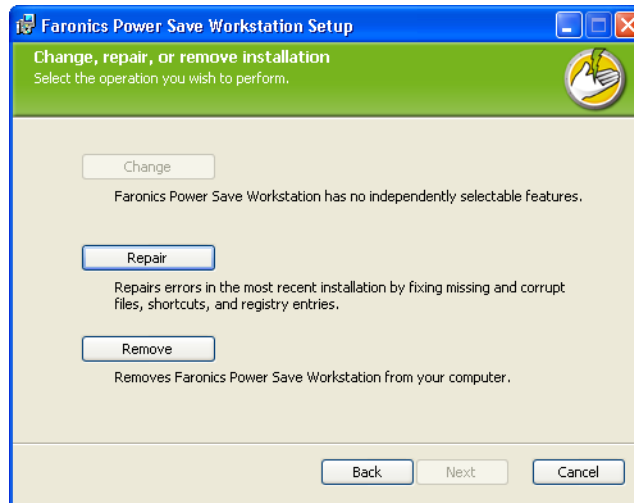 Faronics Power Save Workstation Setup
Change, repair, or remove installation
Select the operation you wish to perform.
Change
Faronics Power Save Workstation has no independently selectable features.
Repair
Repairs errors in the most recent installation by fixing missing and corrupt
files, shortcuts, and registry entries.
Remove
Removes Faronics Power Save Workstation from your computer.
Back Next Cancel